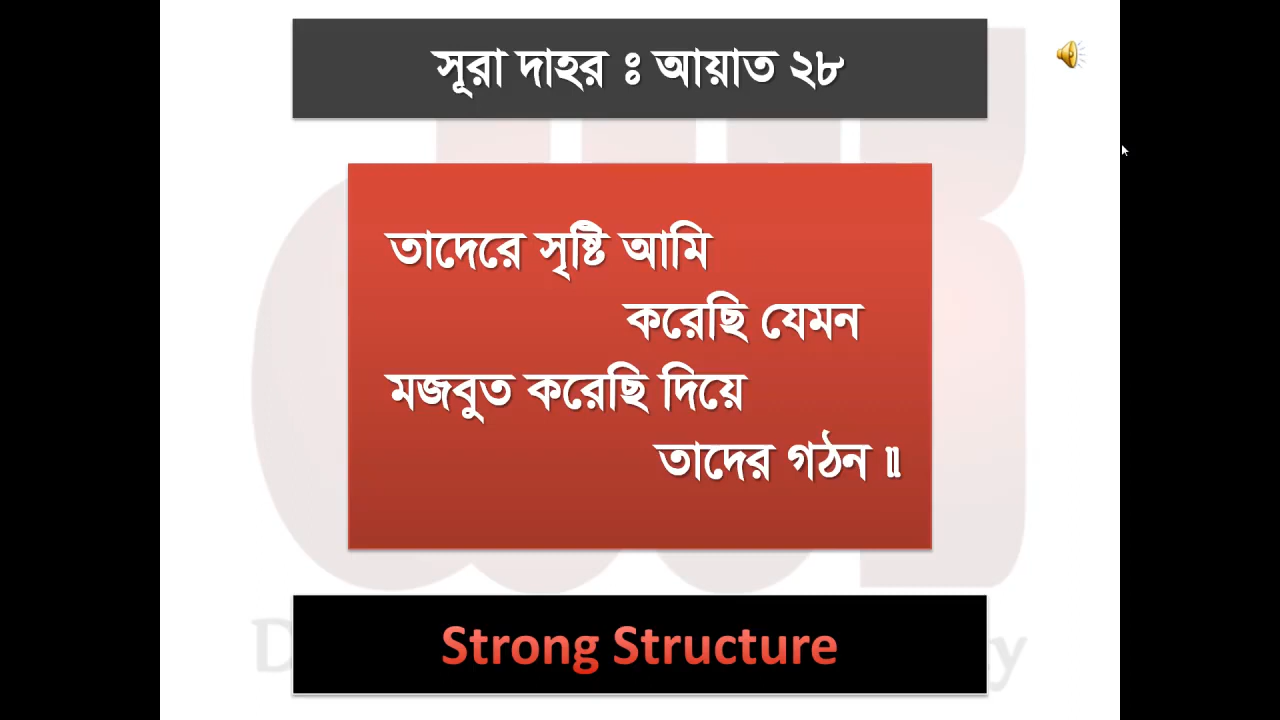 সূরা দাহর ঃ আয়াত ২৮
তাদেরে সৃষ্টি আমি
করেছি যেমন
মজবুত করেছি দিয়ে
তাদের গঠন ॥
Strong Structure